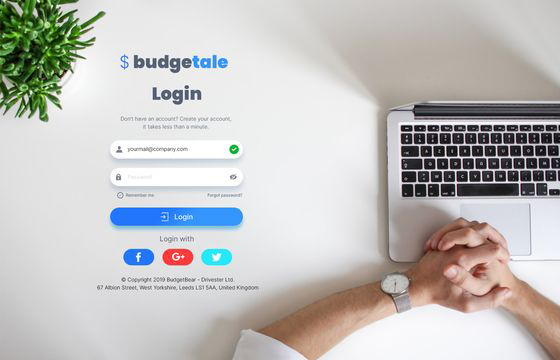 $ budgetale
Login
Don't have an account? Create your account,
it takes less than a minute.
yourmail@company.com
Password
Remember me
Forgot password?
Login
Login with
f
G+
© Copyright 2019 BudgetBear - Drivester Ltd.
67 Albion Street, West Yorkshire, Leeds LS1 5AA, United Kingdom